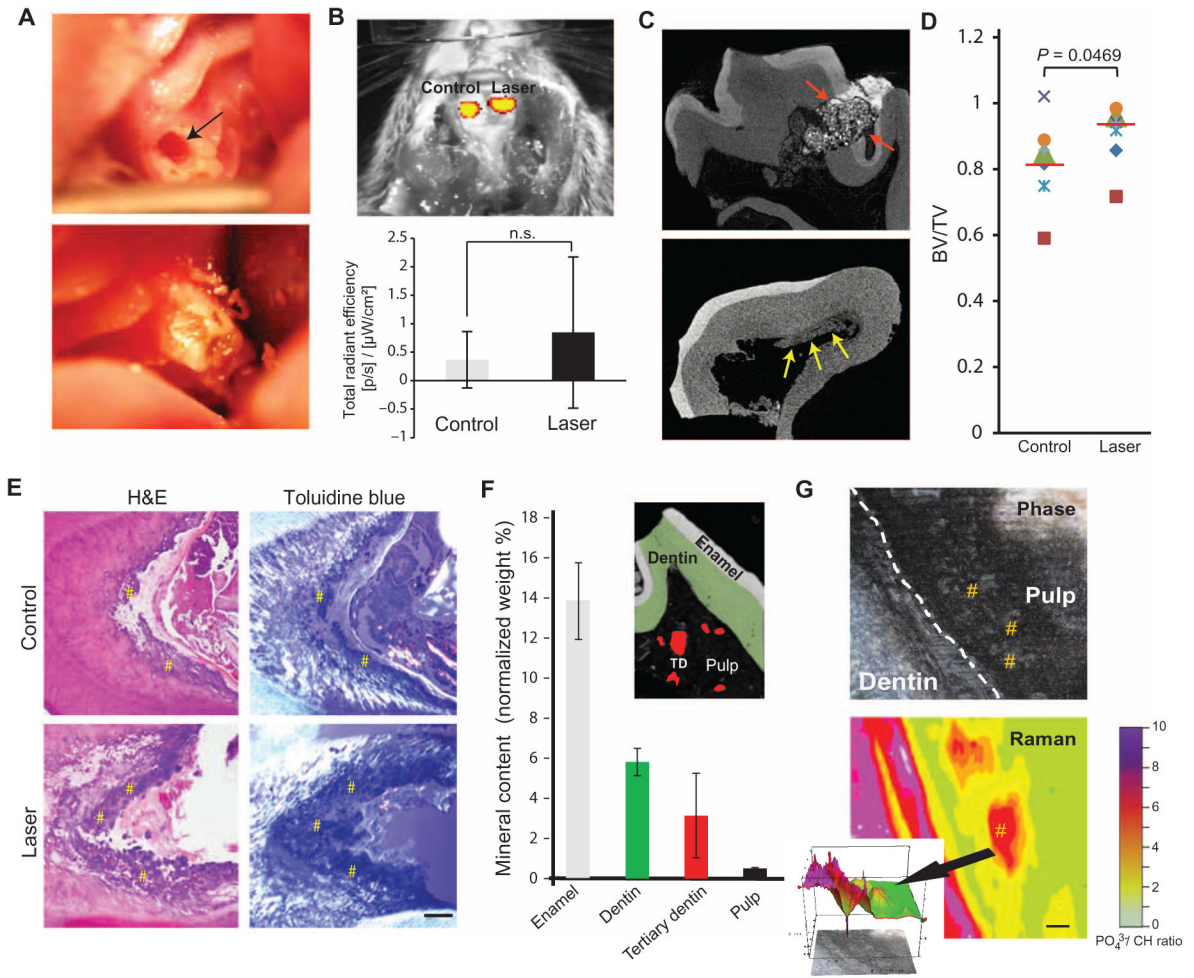 A
B
Control Laser
n.s.
Total radiant efficiency
[p/s] / [μW/cm²]
2.5
2
1.5
1
0.5
0
−0.5
−1
Control
Laser
C
D
BV/TV
1.2
1
0.8
0.6
0.4
0.2
0
P = 0.0469
Control
Laser
E
H&E
Toluidine blue
Control
Laser
#
#
#
#
#
#
#
#
#
#
F
Mineral content (normalized weight %)
18
16
14
12
10
8
6
4
2
0
Enamel
Dentin
Tertiary dentin
Pulp
Dentin
Enamel
TD
Pulp
G
Phase
#
Pulp
#
#
Dentin
Raman
#
10
8
6
4
2
0
PO₄³⁻/ CH ratio